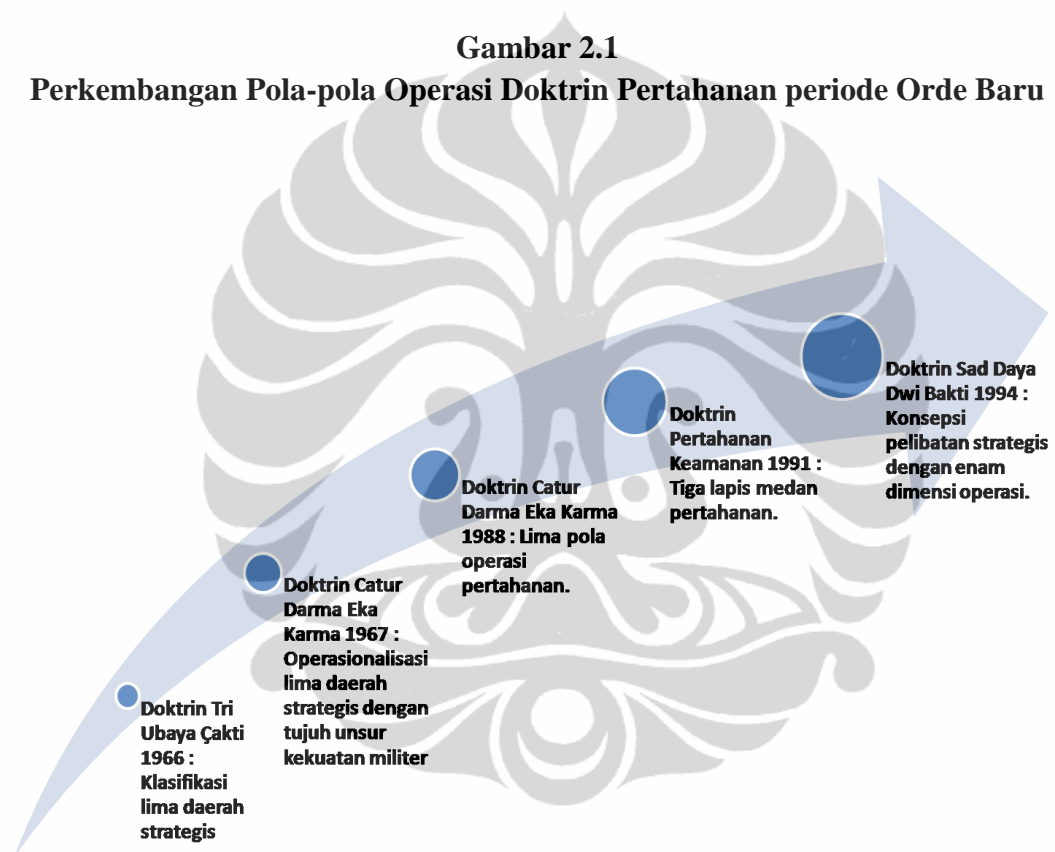 Gambar 2.1
Perkembangan Pola-pola Operasi Doktrin Pertahanan periode Orde Baru
Doktrin Tri
Ubaya Çakti
1966 :
Klasifikasi
lima daerah
strategis
Doktrin Catur
Darma Eka
Karma 1967 :
Operasionalisasi
lima daerah
strategis dengan
tujuh unsur
kekuatan militer
Doktrin Catur
Darma Eka Karma
1988 : Lima pola
operasi
pertahanan.
Doktrin
Pertahanan
Keamanan 1991 :
Tiga lapis medan
pertahanan.
Doktrin Sad Daya
Dwi Bakti 1994 :
Konsepsi
pelibatan strategis
dengan enam
dimensi operasi.